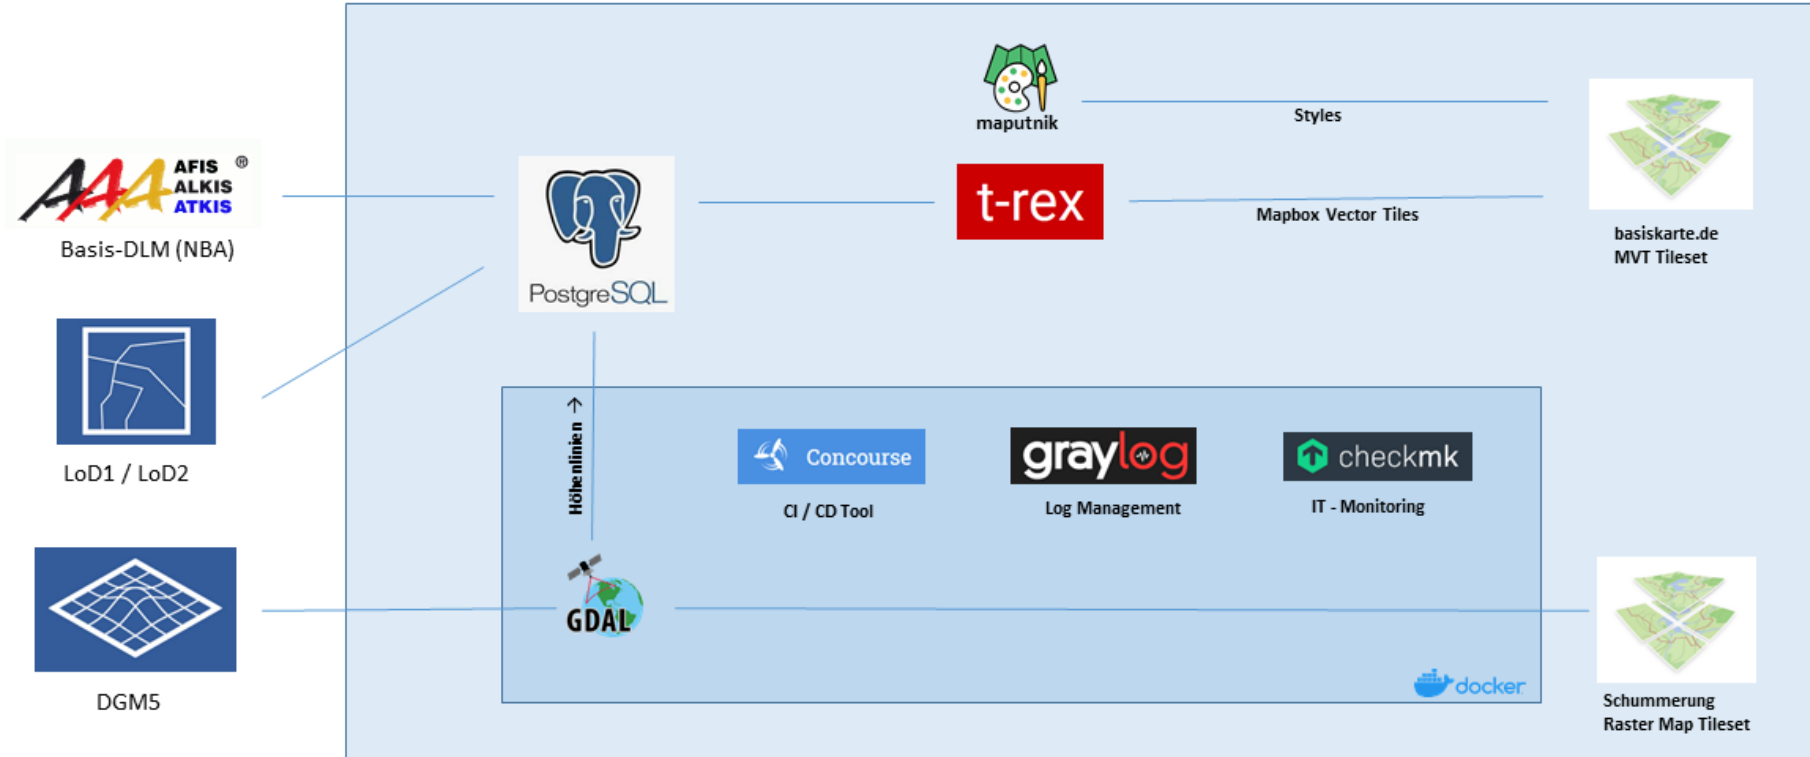 AFIS ®
ALKIS
ATKIS
Basis-DLM (NBA)
LoD1 / LoD2
DGM5
PostgreSQL
maputnik
Styles
t-rex
Mapbox Vector Tiles
basiskarte.de
MVT Tileset
Höhenlinien →
Concourse
CI / CD Tool
graylog
Log Management
checkmk
IT - Monitoring
GDAL
docker
Schummerung
Raster Map Tileset